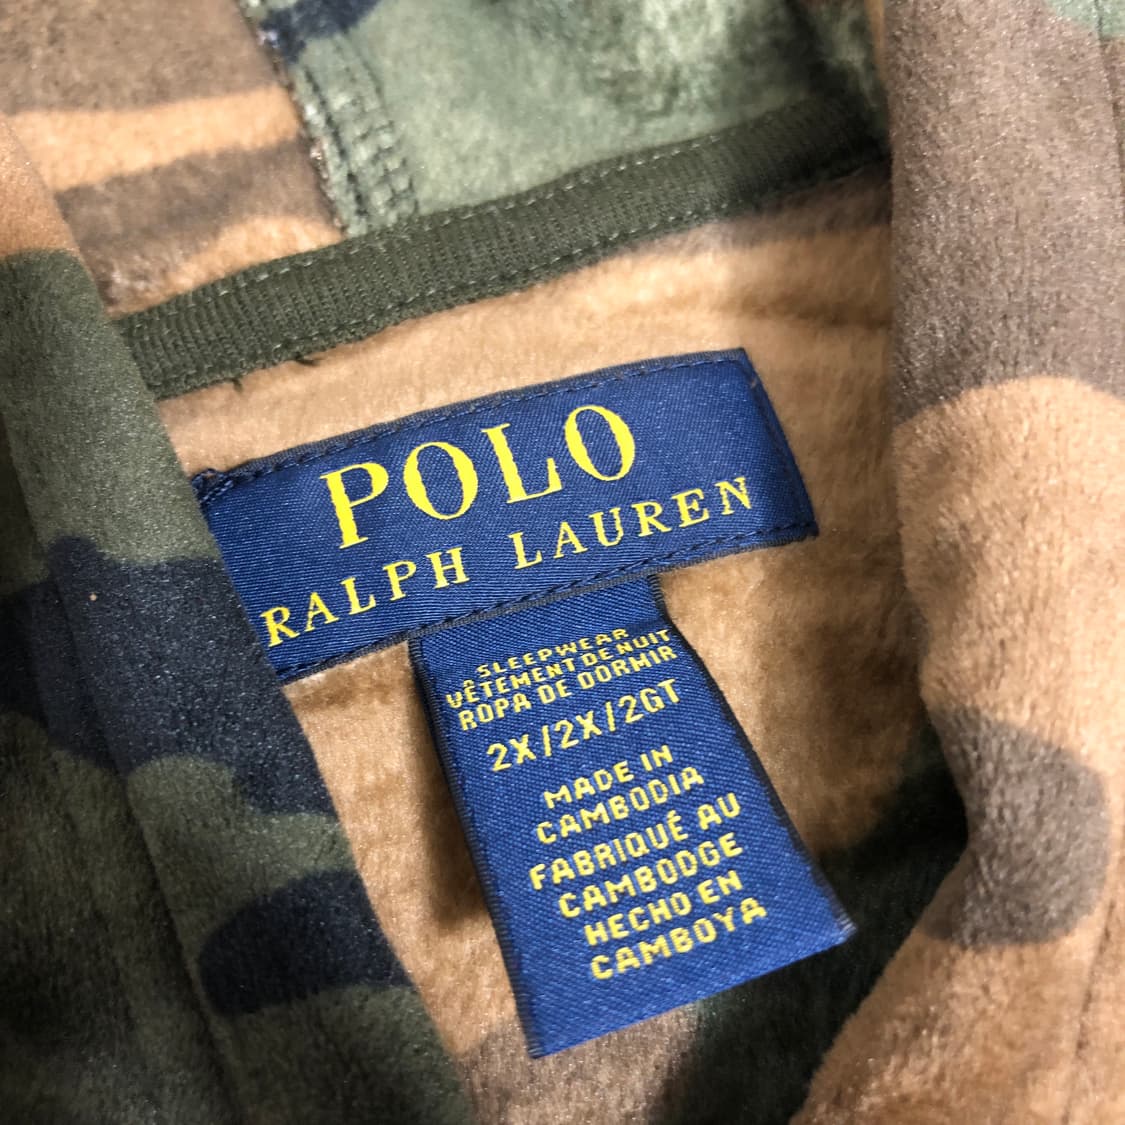 POLO
RALPH LAUREN
SLEEPWEAR
VÊTEMENT DE NUIT
ROPA DE DORMIR
2X/2X/2GT
MADE IN
CAMBODIA
FABRIQUÉ AU
CAMBODGE
HECHO EN
CAMBOYA